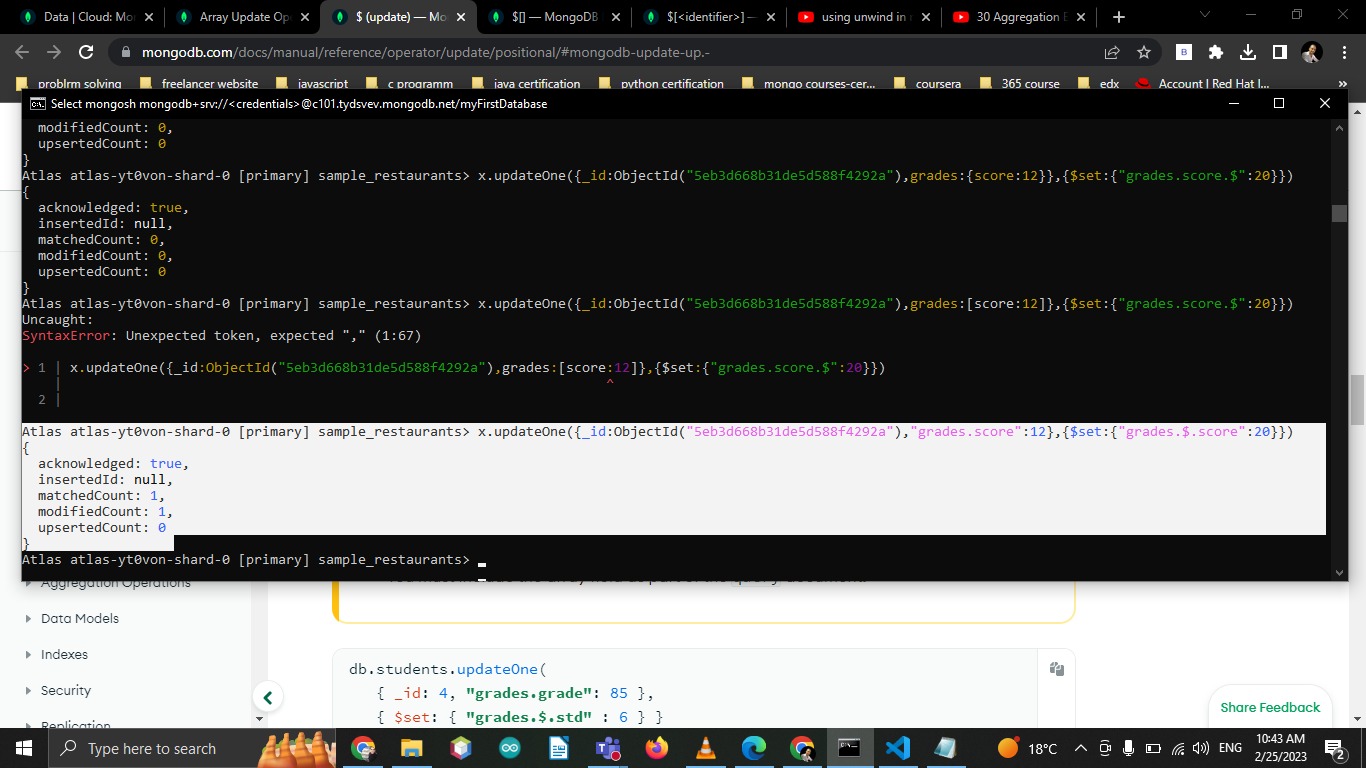 Data | Cloud: Mo
Array Update Op
$ (update) — Mo
$[] — MongoDB
$[<identifier>] —
using unwind in
30 Aggregation E
mongodb.com/docs/manual/reference/operator/update/positional/#mongodb-update-up.-
problrm solving
freelancer website
javascript
c programm
java certification
python certification
mongo courses-cer...
coursera
365 course
edx
Account | Red Hat I...
»
Select mongosh mongodb+srv://<credentials>@c101.tydsvev.mongodb.net/myFirstDatabase
modifiedCount: 0,
upsertedCount: 0
}
Atlas atlas-yt0von-shard-0 [primary] sample_restaurants> x.updateOne({_id:ObjectId("5eb3d668b31de5d588f4292a"),grades:{score:12}},{$set:{"grades.score.$":20}})
{
acknowledged: true,
insertedId: null,
matchedCount: 0,
modifiedCount: 0,
upsertedCount: 0
}
Atlas atlas-yt0von-shard-0 [primary] sample_restaurants> x.updateOne({_id:ObjectId("5eb3d668b31de5d588f4292a"),grades:[score:12]},{$set:{"grades.score.$":20}})
Uncaught:
SyntaxError: Unexpected token, expected "," (1:67)
> 1 | x.updateOne({_id:ObjectId("5eb3d668b31de5d588f4292a"),grades:[score:12]},{$set:{"grades.score.$":20}})
| ^
2 |
Atlas atlas-yt0von-shard-0 [primary] sample_restaurants> x.updateOne({_id:ObjectId("5eb3d668b31de5d588f4292a"),"grades.score":12},{$set:{"grades.$.score":20}})
{
acknowledged: true,
insertedId: null,
matchedCount: 1,
modifiedCount: 1,
upsertedCount: 0
}
Atlas atlas-yt0von-shard-0 [primary] sample_restaurants>
Aggregation Operations
Data Models
Indexes
Security
Replication
db.students.updateOne(
{ _id: 4, "grades.grade": 85 },
{ $set: { "grades.$.std" : 6 } }
Share Feedback
Type here to search
18°C
ENG
10:43 AM
2/25/2023
2